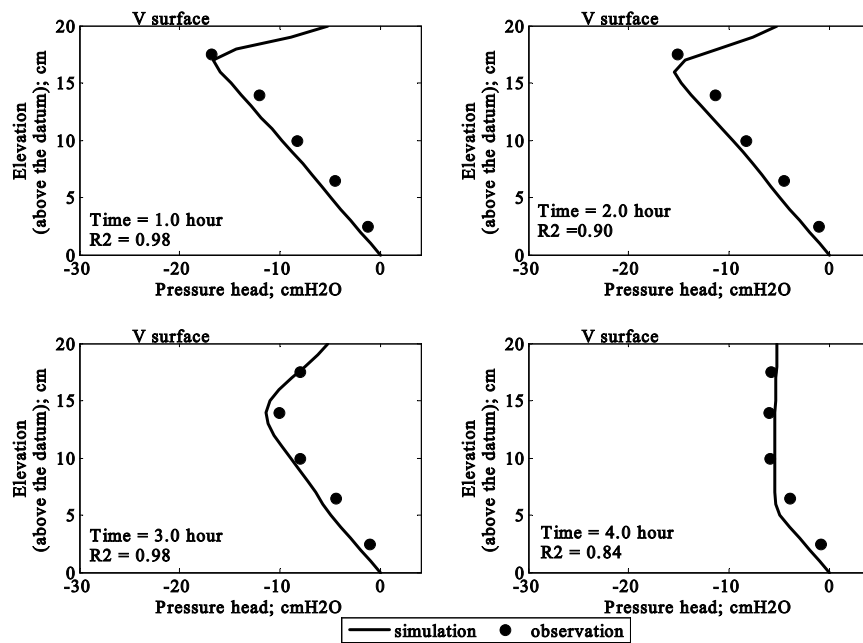 V surface
20
15
10
5
0
Elevation
(above the datum); cm
Time = 1.0 hour
R2 = 0.98
-30 -20 -10 0
Pressure head; cmH2O
V surface
20
15
10
5
0
Elevation
(above the datum); cm
Time = 2.0 hour
R2 =0.90
-30 -20 -10 0
Pressure head; cmH2O
V surface
20
15
10
5
0
Elevation
(above the datum); cm
Time = 3.0 hour
R2 = 0.98
-30 -20 -10 0
Pressure head; cmH2O
V surface
20
15
10
5
0
Elevation
(above the datum); cm
Time = 4.0 hour
R2 = 0.84
-30 -20 -10 0
Pressure head; cmH2O
simulation observation